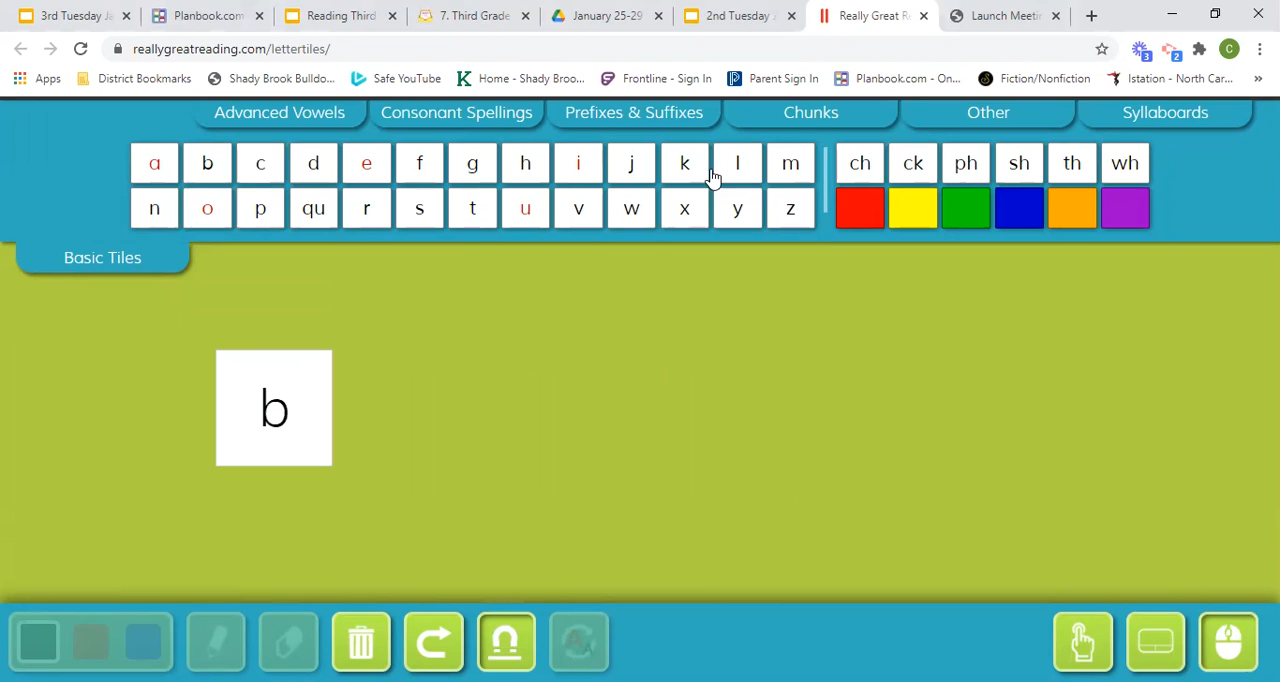 3rd Tuesday Ja
Planbook.com
Reading Third
7. Third Grade
January 25-29
2nd Tuesday J
Really Great R
Launch Meeti
reallygreatreading.com/lettertiles/
C
Apps
District Bookmarks
Shady Brook Bulldo...
Safe YouTube
Home - Shady Broo...
Frontline - Sign In
Parent Sign In
Planbook.com - On...
Fiction/Nonfiction
Istation - North Car...
3
2
Advanced Vowels
Consonant Spellings
Prefixes & Suffixes
Chunks
Other
Syllaboards
a b c d e f g h i j k l m ch ck ph sh th wh
n o p qu r s t u v w x y z
Basic Tiles
b